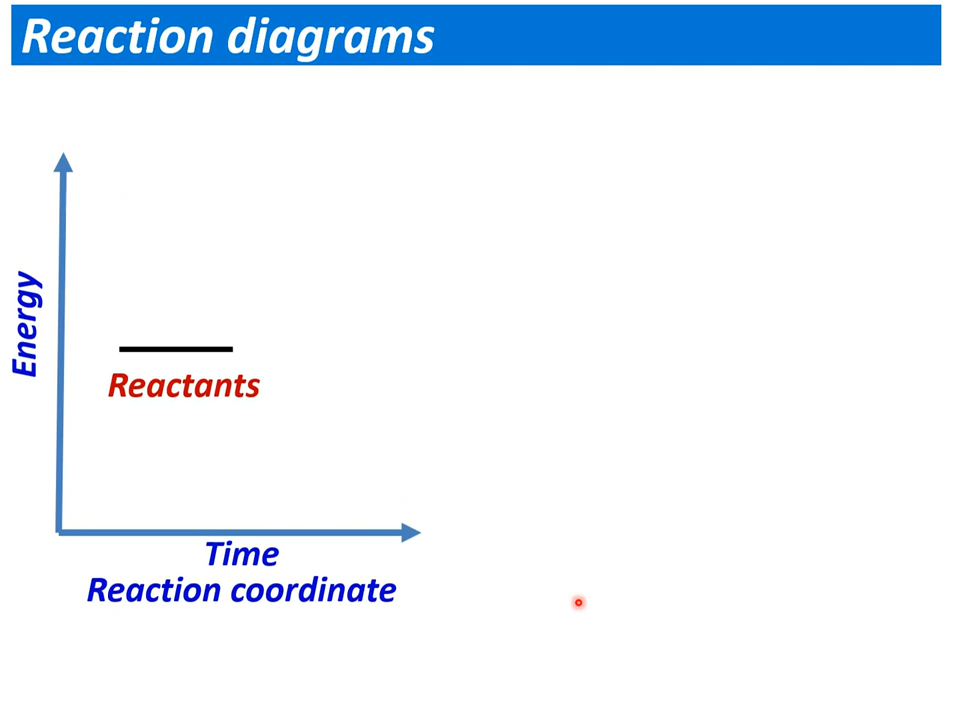 Reaction diagrams
Energy
Reactants
Time
Reaction coordinate